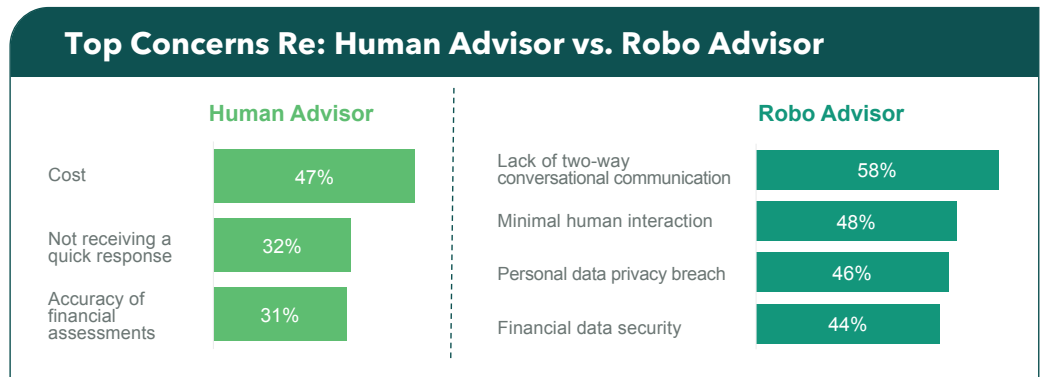 Top Concerns Re: Human Advisor vs. Robo Advisor
Human Advisor
Cost
47%
Not receiving a
quick response
32%
Accuracy of
financial
assessments
31%
Robo Advisor
Lack of two-way
conversational communication
58%
Minimal human interaction
48%
Personal data privacy breach
46%
Financial data security
44%